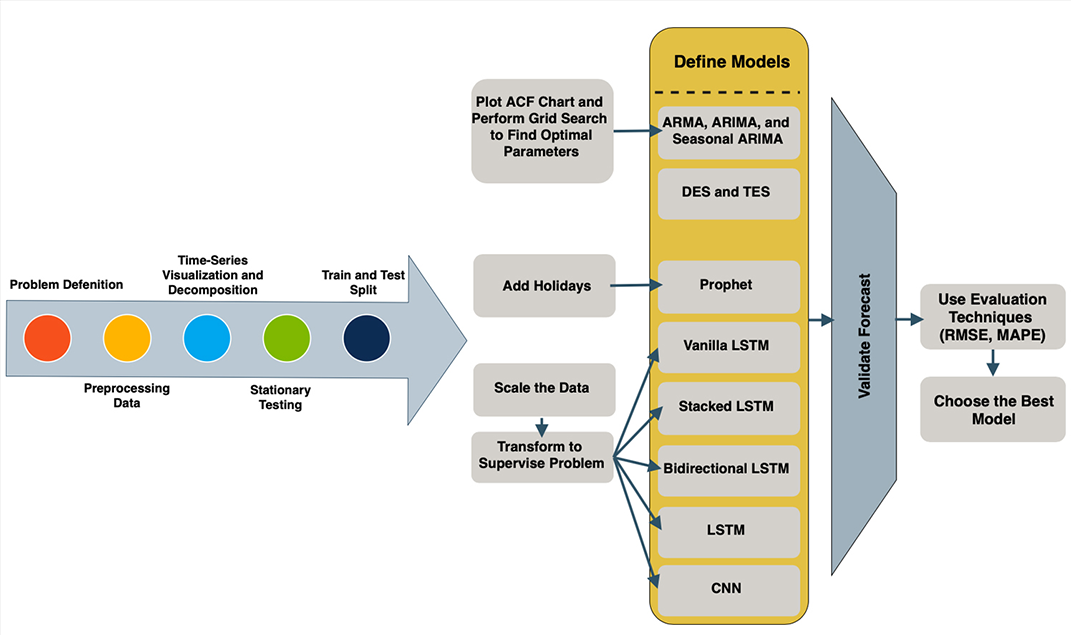 Problem Defenition
Time-Series
Visualization and
Decomposition
Train and Test
Split
Preprocessing
Data
Stationary
Testing
Plot ACF Chart and
Perform Grid Search
to Find Optimal
Parameters
Add Holidays
Scale the Data
Transform to
Supervise Problem
Define Models
ARMA, ARIMA, and
Seasonal ARIMA
DES and TES
Prophet
Vanilla LSTM
Stacked LSTM
Bidirectional LSTM
LSTM
CNN
Validate Forecast
Use Evaluation
Techniques
(RMSE, MAPE)
Choose the Best
Model